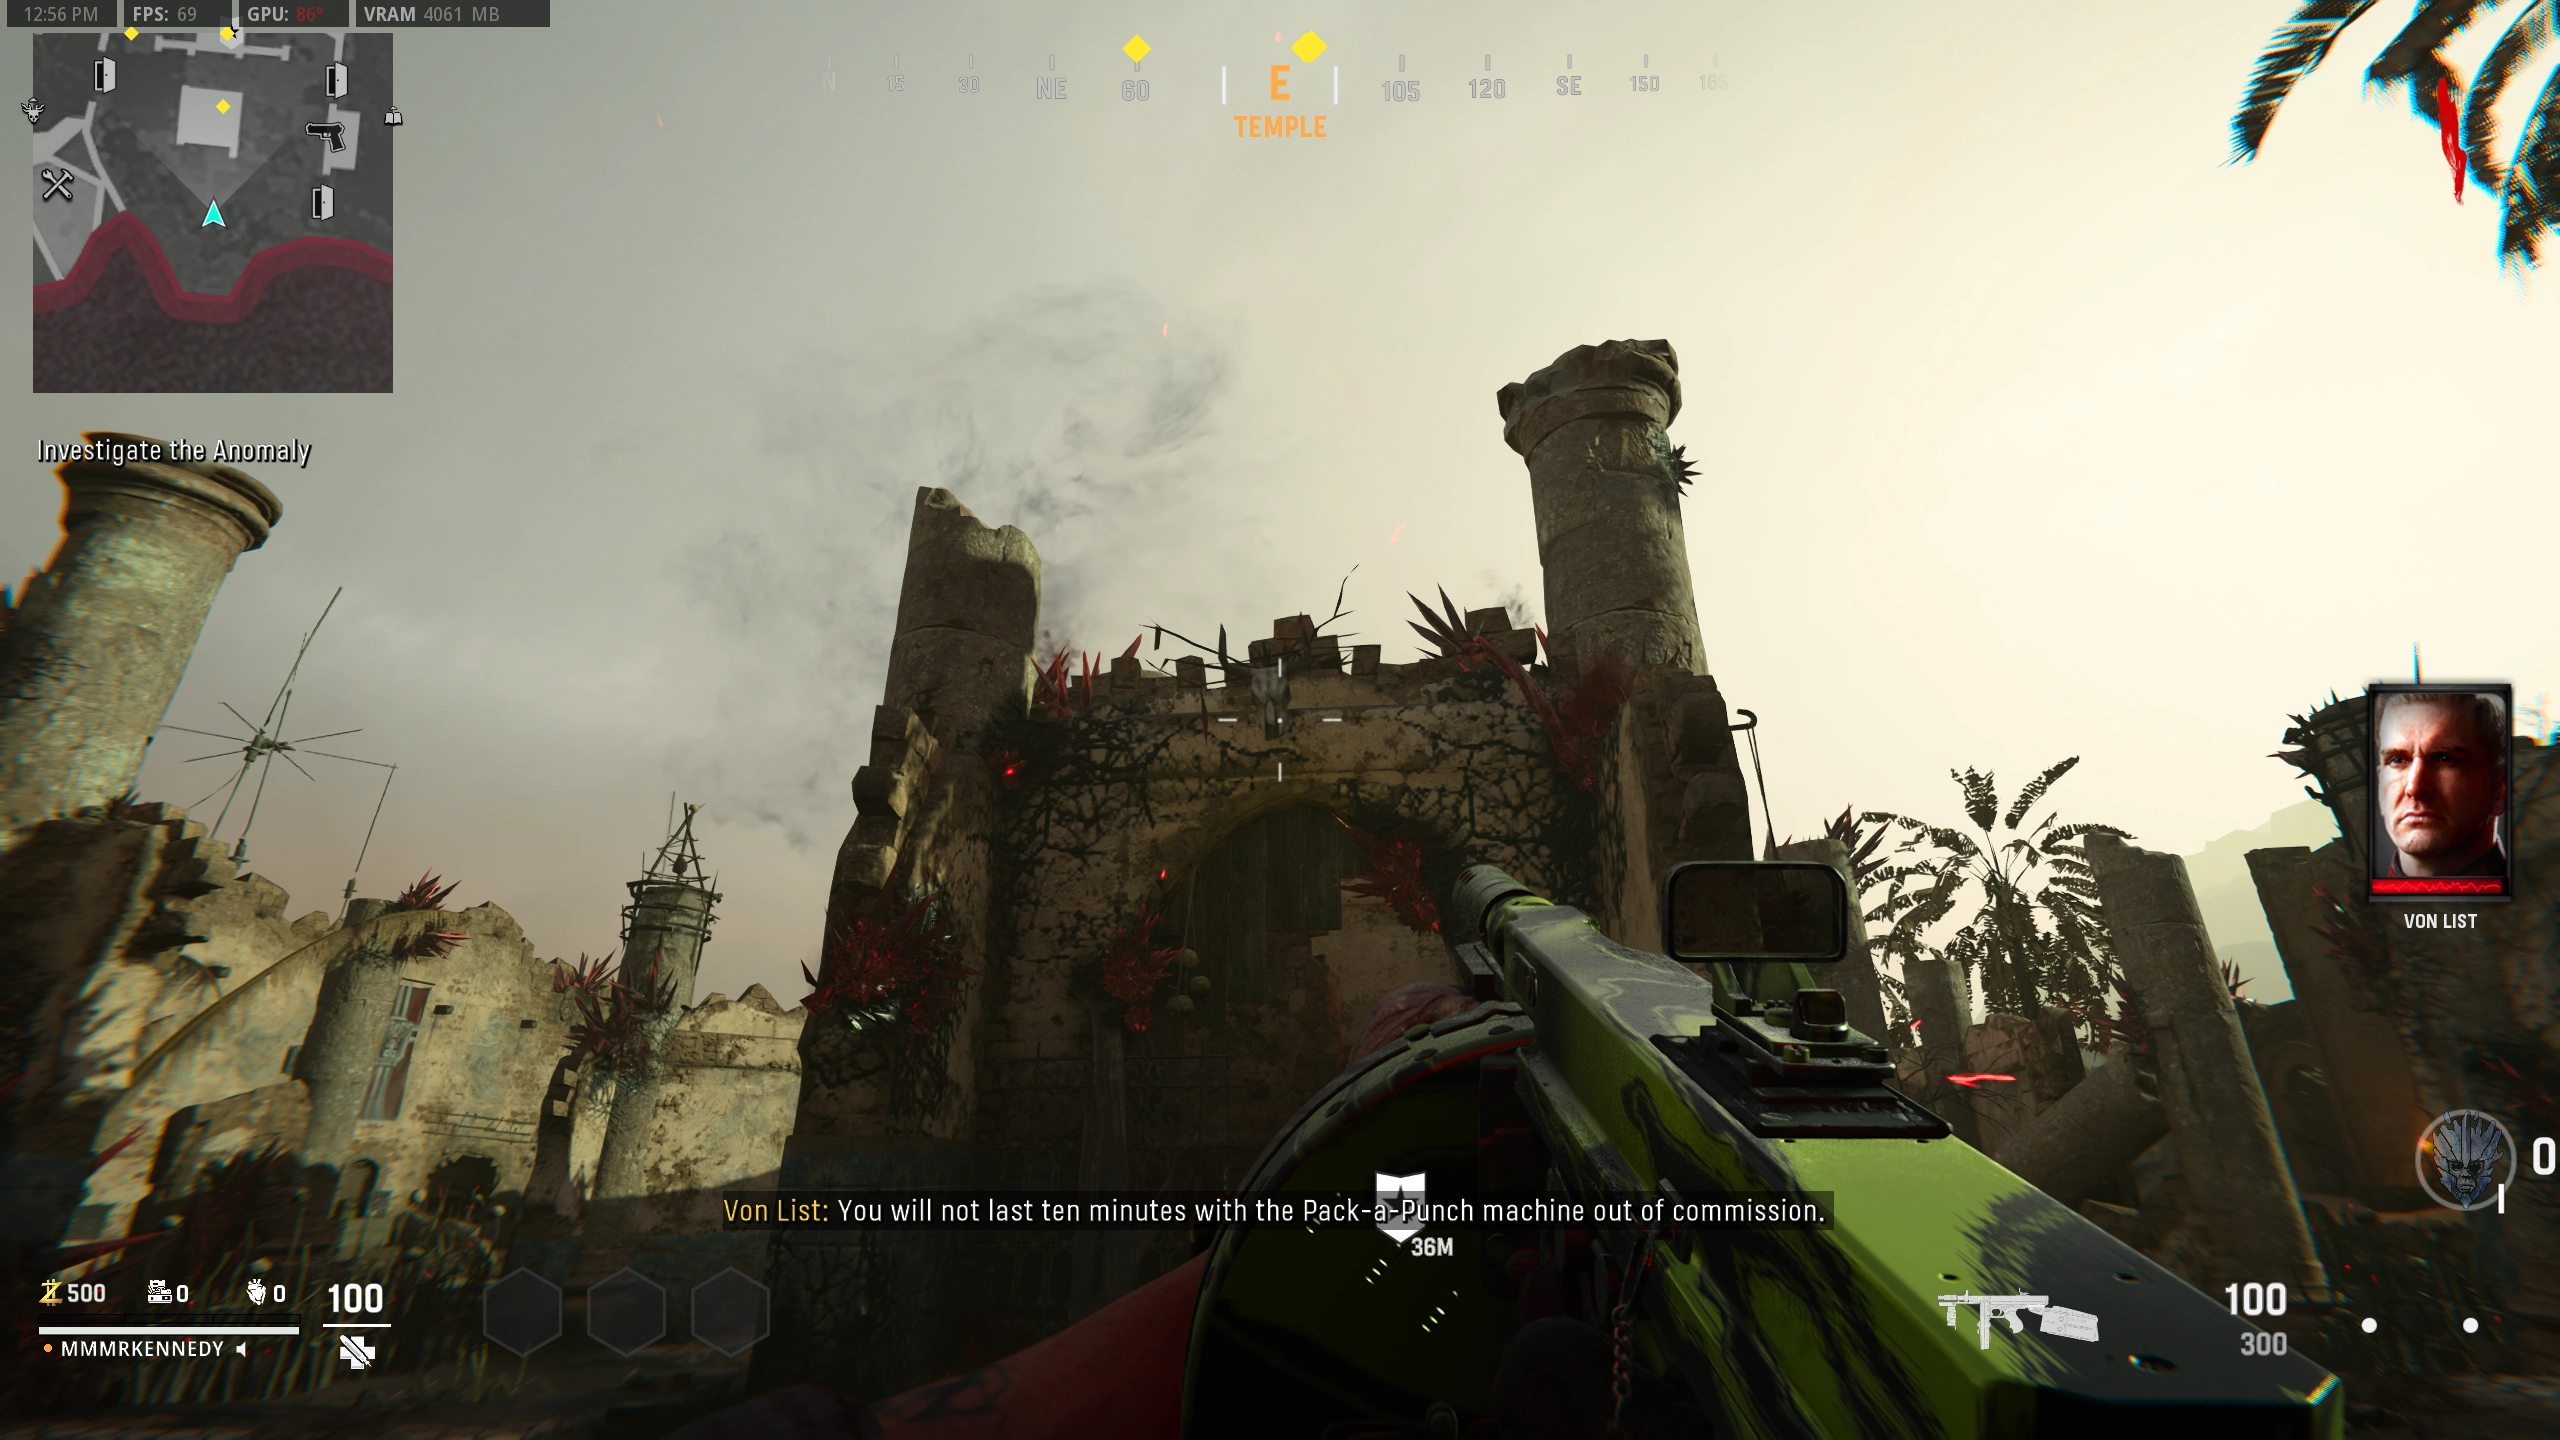 12:56 PM FPS: 69 GPU: 86° VRAM 4061 MB
N 15 30 NE 60 E 105 120 SE 150 165
TEMPLE
Investigate the Anomaly
VON LIST
0
Von List: You will not last ten minutes with the Pack-a-Punch machine out of commission.
36M
500 0 0 100
MMMRKENNEDY
100
300